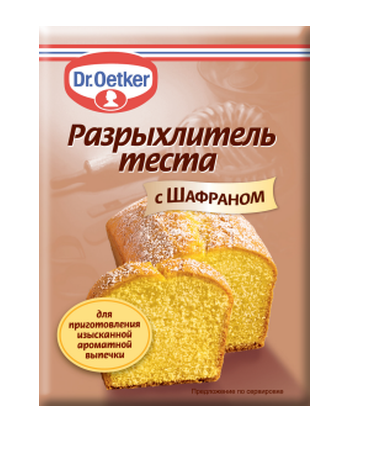 Dr.Oetker
Разрыхлитель
теста
с Шафраном
для
приготовления
изысканной
ароматной
выпечки
Предложение по сервировке